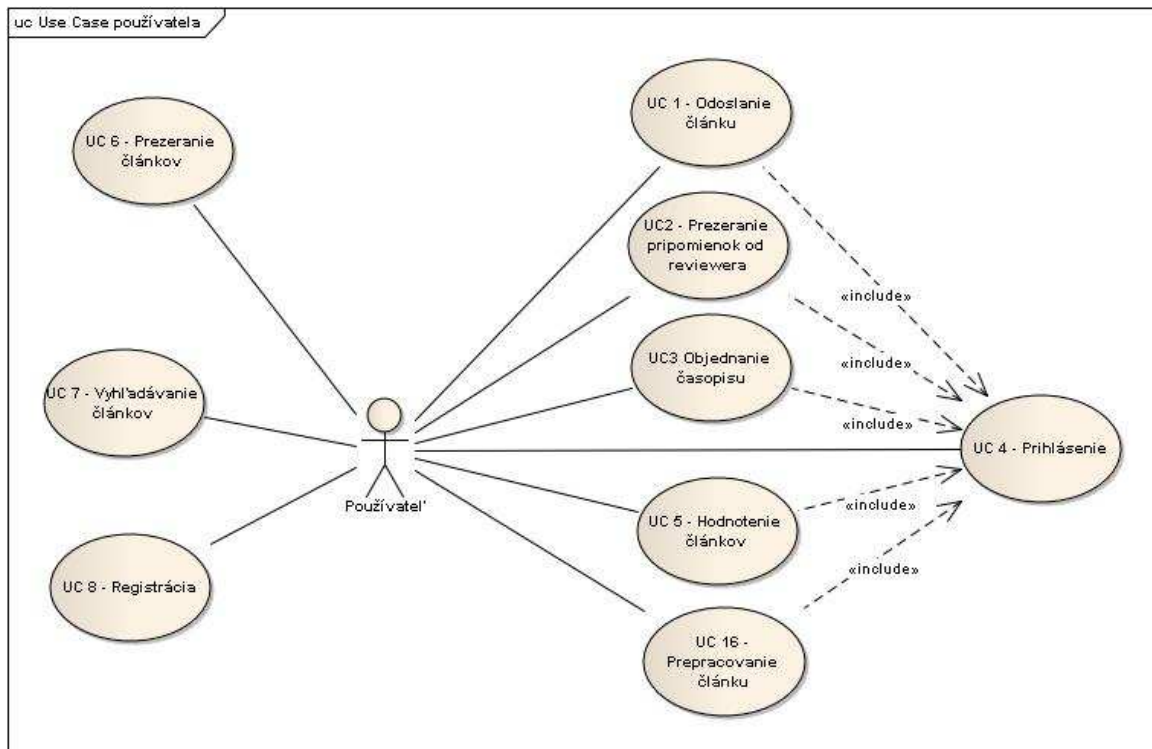 uc Use Case používatela
UC 1 - Odoslanie
článku
UC 6 - Prezeranie
článkov
UC2 - Prezeranie
pripomienok od
reviewera
«include»
UC3 Objednanie
časopisu
«include»
UC 7 - Vyhľadávanie
článkov
«include»
UC 4 - Prihlásenie
Používateľ
UC 5 - Hodnotenie
článkov
«include»
«include»
UC 8 - Registrácia
UC 16 -
Prepracovanie
článku